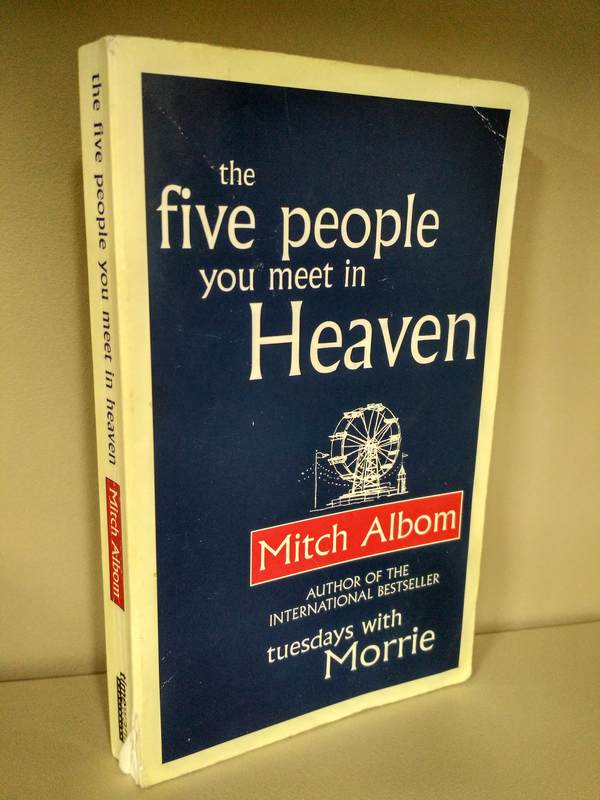 the five people you meet in heaven
Mitch Albom
the
five people
you meet in
Heaven
Mitch Albom
AUTHOR OF THE
INTERNATIONAL BESTSELLER
tuesdays with
Morrie